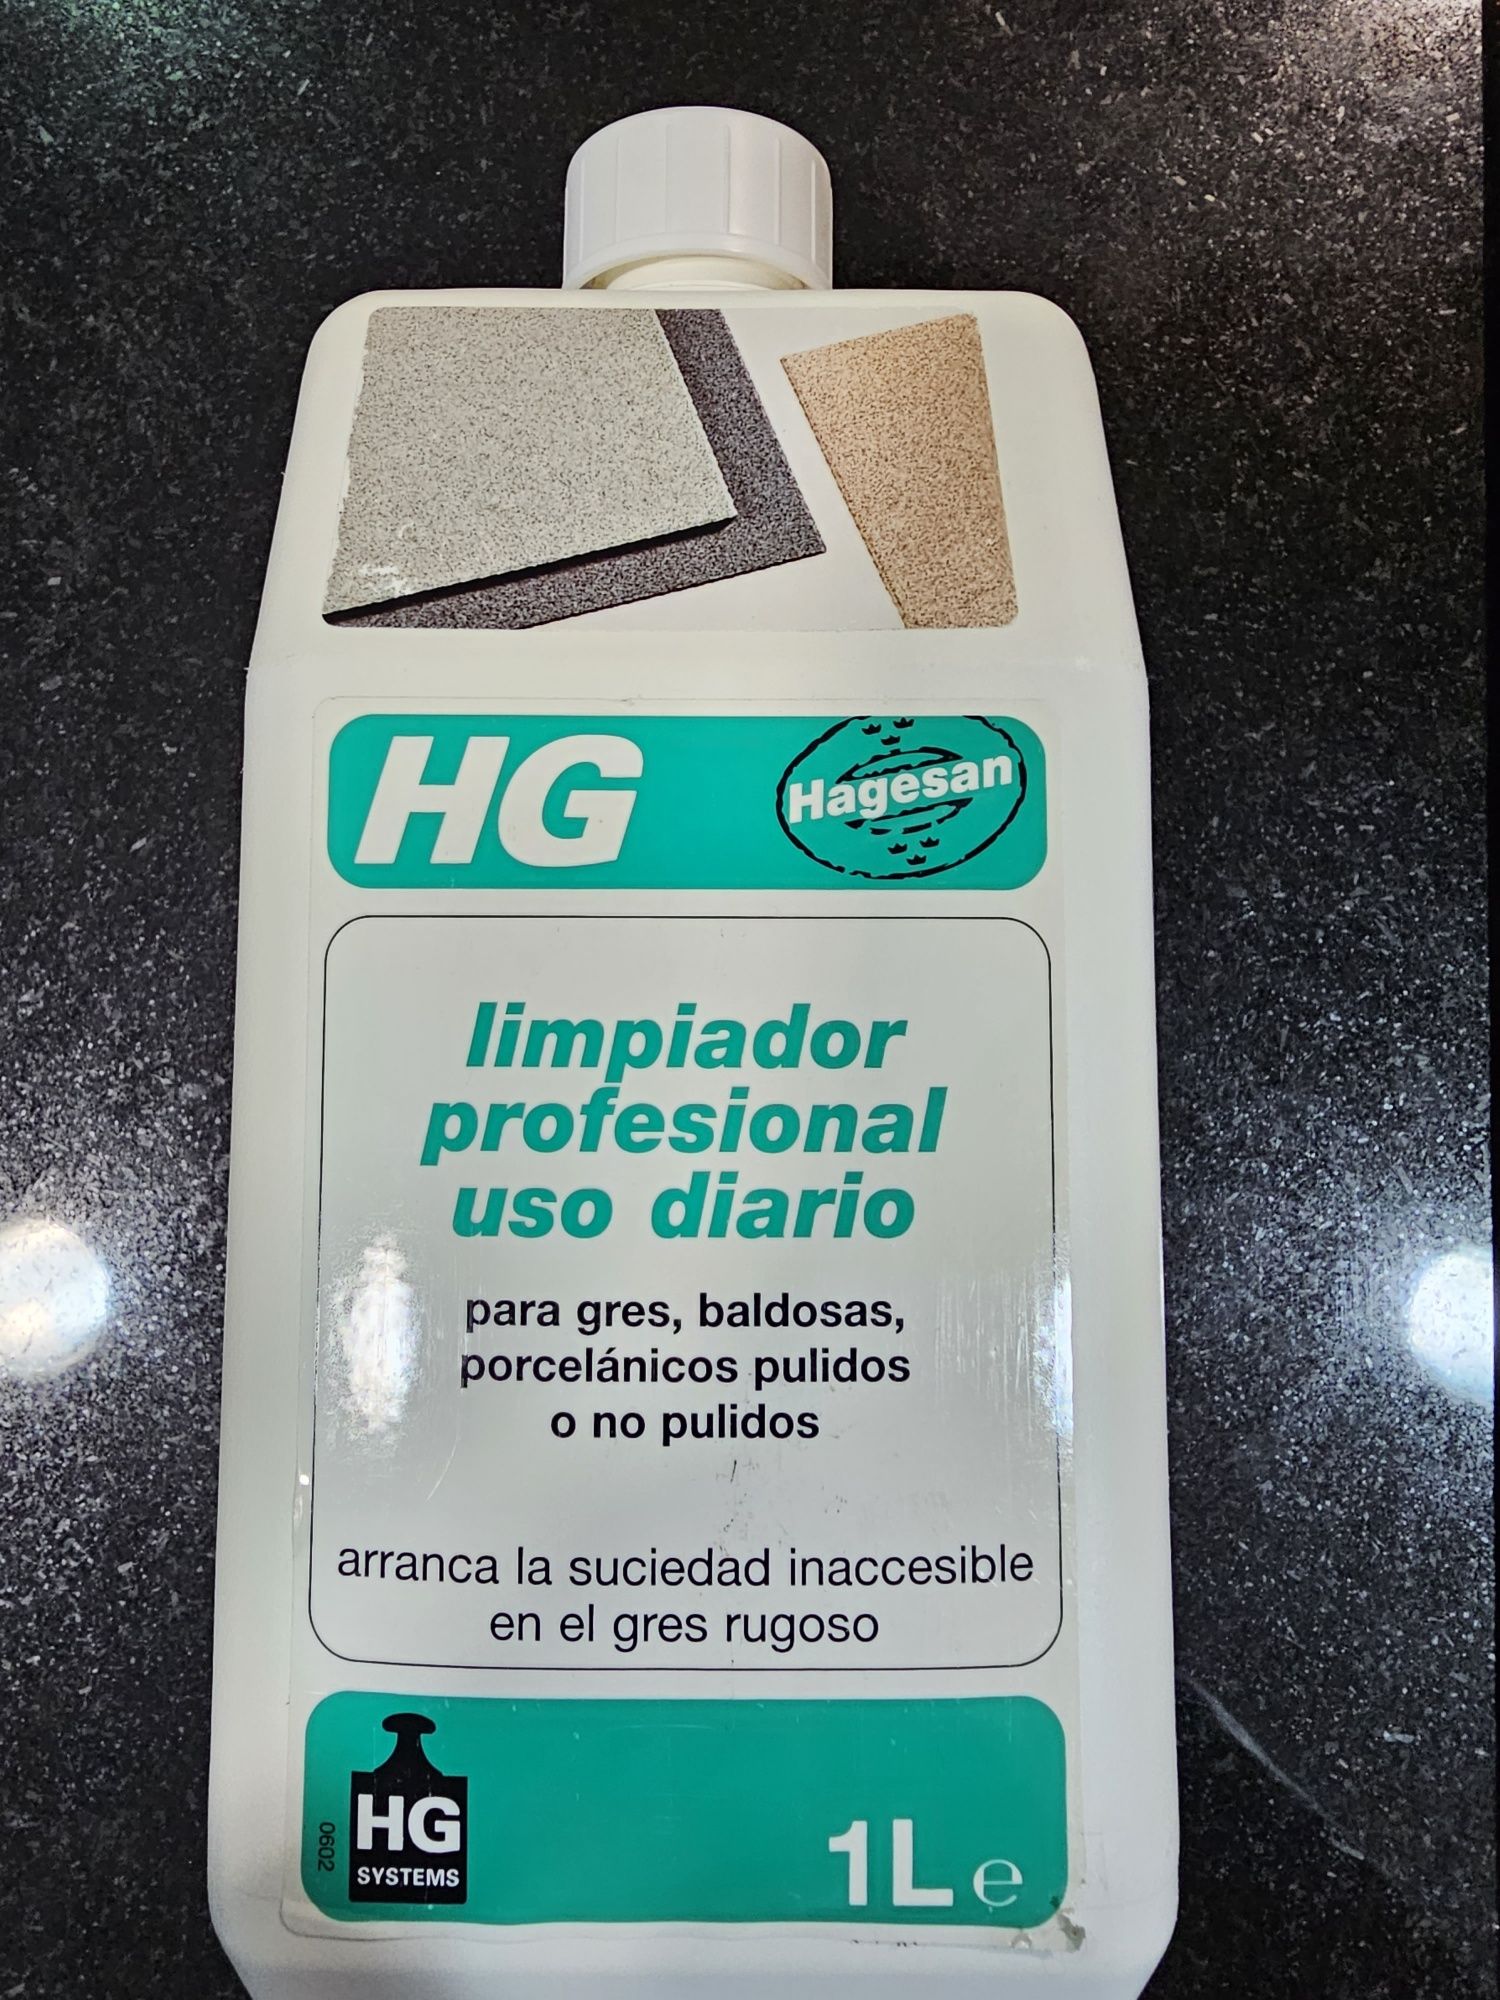 HG
Hagesan
limpiador
profesional
uso diario
para gres, baldosas,
porcelánicos pulidos
o no pulidos
arranca la suciedad inaccesible
en el gres rugoso
0602
HG
SYSTEMS
1L e